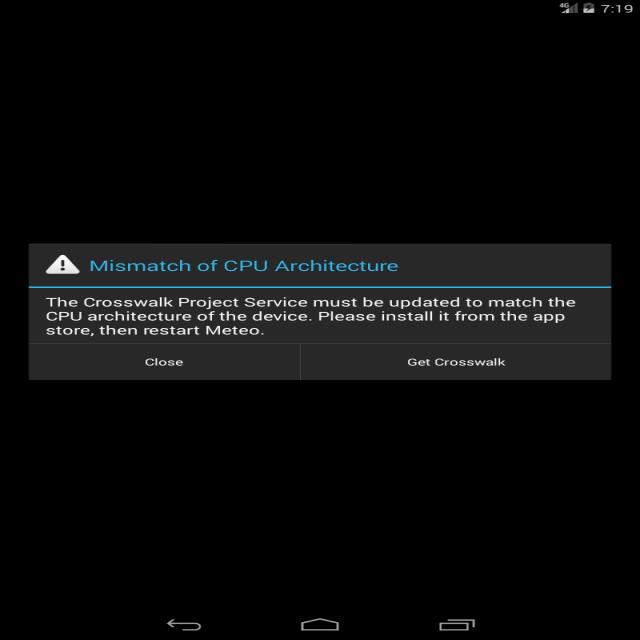 4G 7:19
Mismatch of CPU Architecture
The Crosswalk Project Service must be updated to match the
CPU architecture of the device. Please install it from the app
store, then restart Meteo.
Close Get Crosswalk